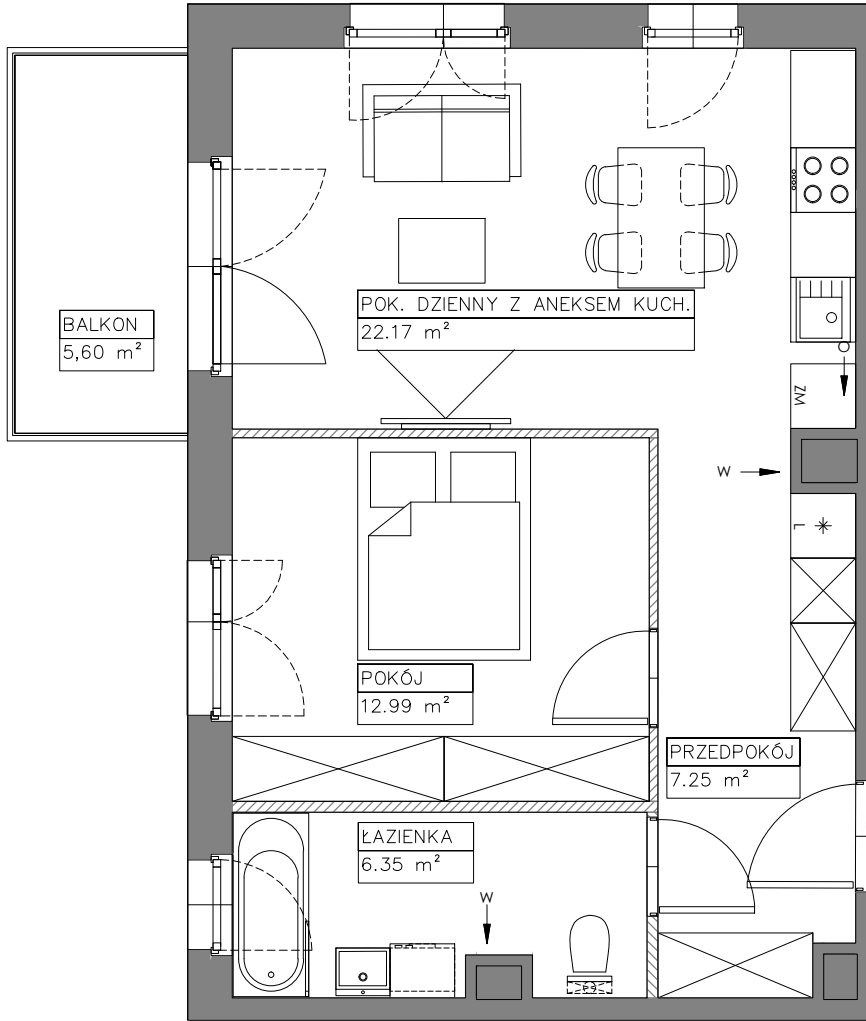 POK. DZIENNY Z ANEKSEM KUCH.
22.17 m²
BALKON
5,60 m²
ZM
W
L
POKÓJ
12.99 m²
PRZEDPOKÓJ
7.25 m²
ŁAZIENKA
6.35 m²
W